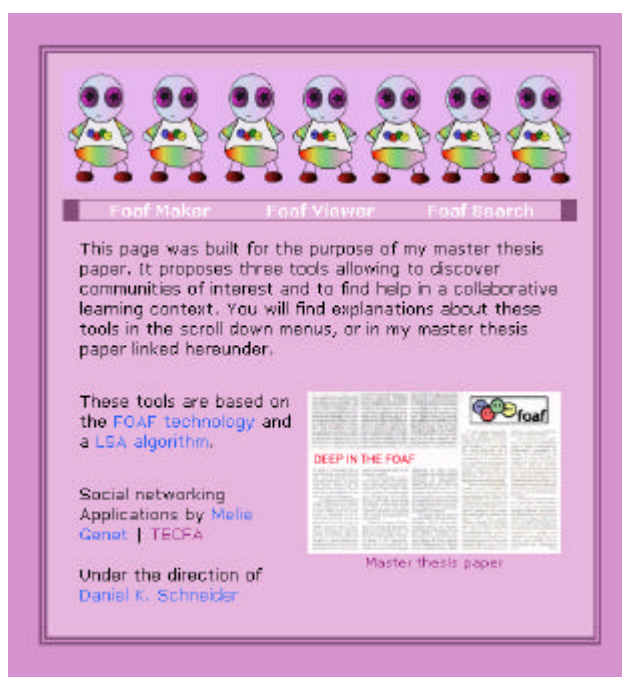 Foaf Maker Foaf Viewer Foaf Search
This page was built for the purpose of my master thesis
paper. It proposes three tools allowing to discover
communities of interest and to find help in a collaborative
learning context. You will find explanations about these
tools in the scroll down menus, or in my master thesis
paper linked hereunder.
These tools are based on
the FOAF technology and
a LSA algorithm.
Social networking
Applications by Melie
Genet | TECFA
Under the direction of
Daniel K. Schneider
foaf
DEEP IN THE FOAF
Master thesis paper